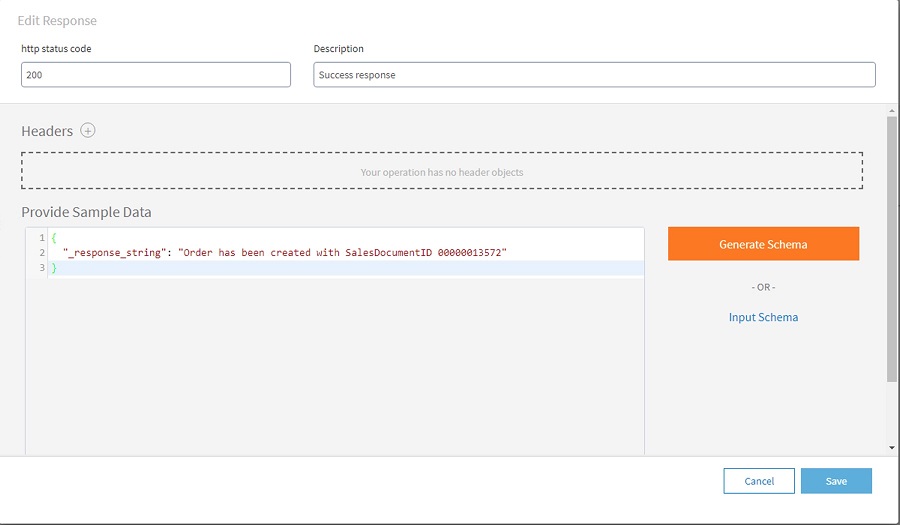 Edit Response
http status code
Description
200
Success response
Headers
Your operation has no header objects
Provide Sample Data
1 {
2 "_response_string": "Order has been created with SalesDocumentID 00000013572"
3 }
Generate Schema
- OR -
Input Schema
Cancel
Save